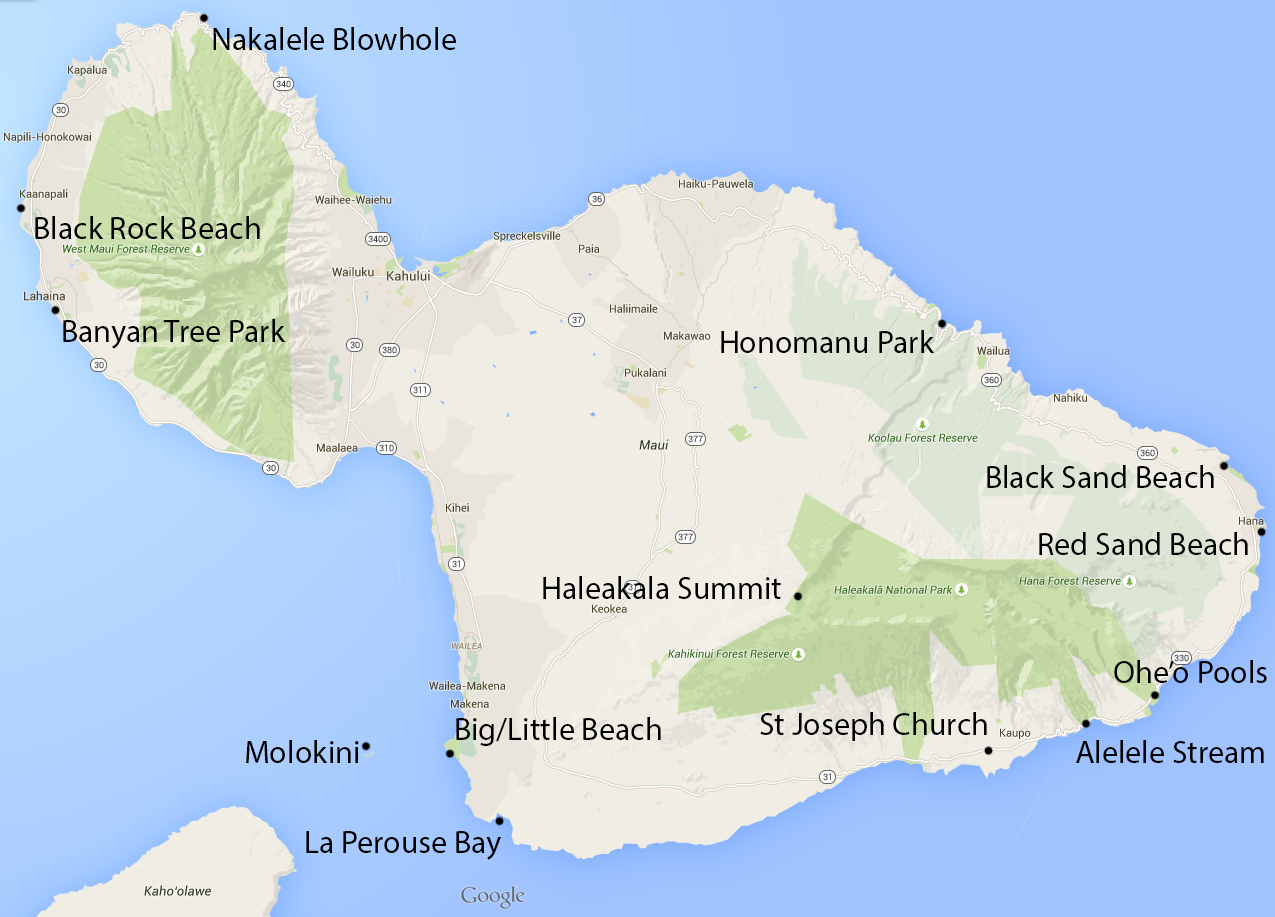 Nakalele Blowhole
Kapalua
340
30
Napili-Honokowai
Kaanapali
Haiku-Pauwela
Waihee-Waiehu
36
Black Rock Beach
West Maui Forest Reserve
3400
Spreckelsville
Paia
Wailuku
Kahului
Lahaina
Haliimaile
37
Banyan Tree Park
Makawao
Honomanu Park
30
380
Wailua
30
Pukalani
360
311
Nahiku
377
Koolau Forest Reserve
Maui
Maalaea
310
360
30
Black Sand Beach
Kihei
Hana
377
Red Sand Beach
31
Haleakala Summit
Haleakalā National Park
Hana Forest Reserve
Keokea
WAILEA
Kahikinui Forest Reserve
330
Ohe'o Pools
Wailea-Makena
Makena
Big/Little Beach
St Joseph Church
Kaupo
Molokini
Alelele Stream
31
La Perouse Bay
Kaho'olawe
Google